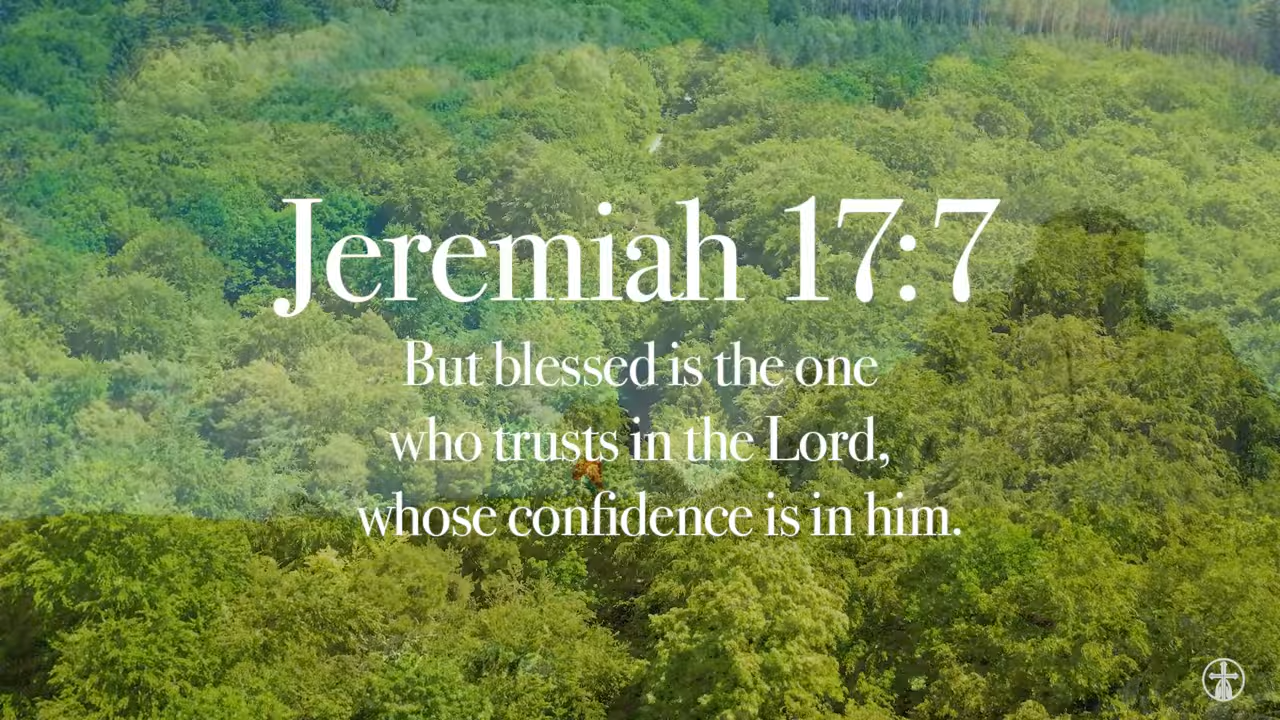 Jeremiah 17:7
But blessed is the one
who trusts in the Lord,
whose confidence is in him.